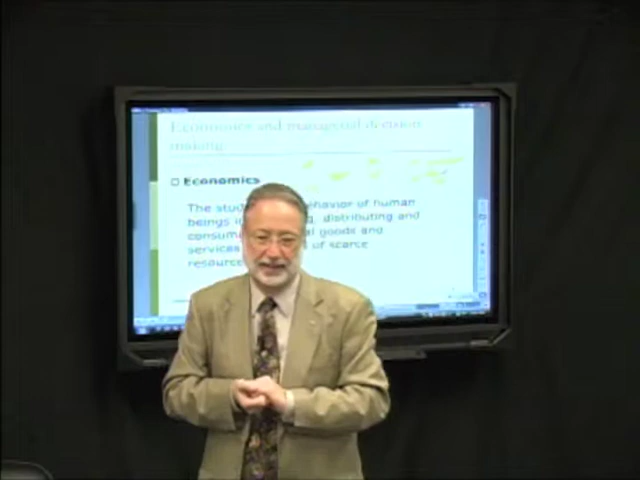 Economics and managerial decision
making
Economics
The stud behavior of human
beings i g, distributing and
consum al goods and
services of scarce
resource